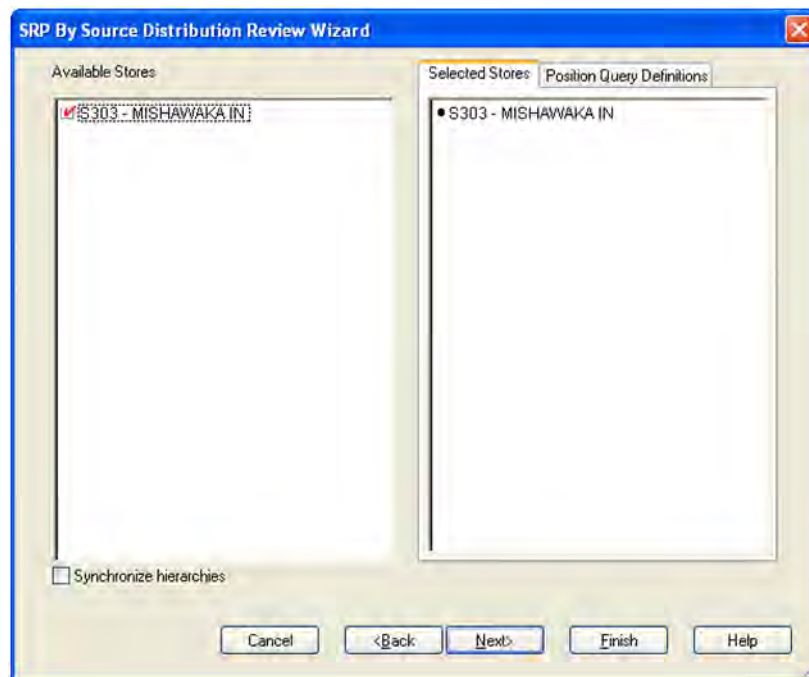 SRP By Source Distribution Review Wizard
Available Stores
S303 - MISHAWAKA IN
Selected Stores
Position Query Definitions
S303 - MISHAWAKA IN
Synchronize hierarchies
Cancel
<Back
Next>
Finish
Help